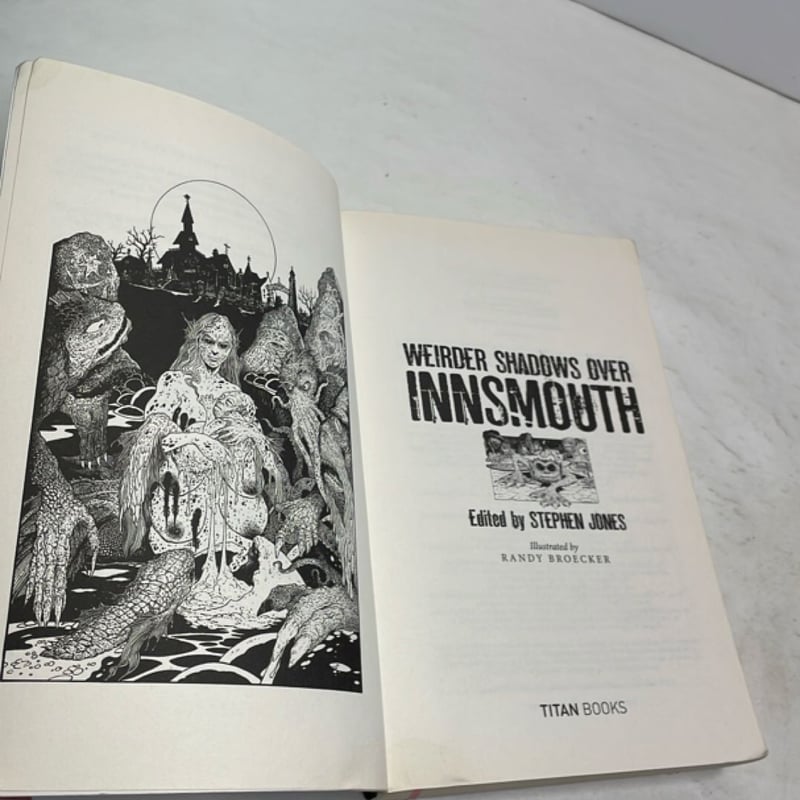 WEIRDER SHADOWS OVER
INNSMOUTH
Edited by STEPHEN JONES
Illustrated by
RANDY BROECKER
TITAN BOOKS